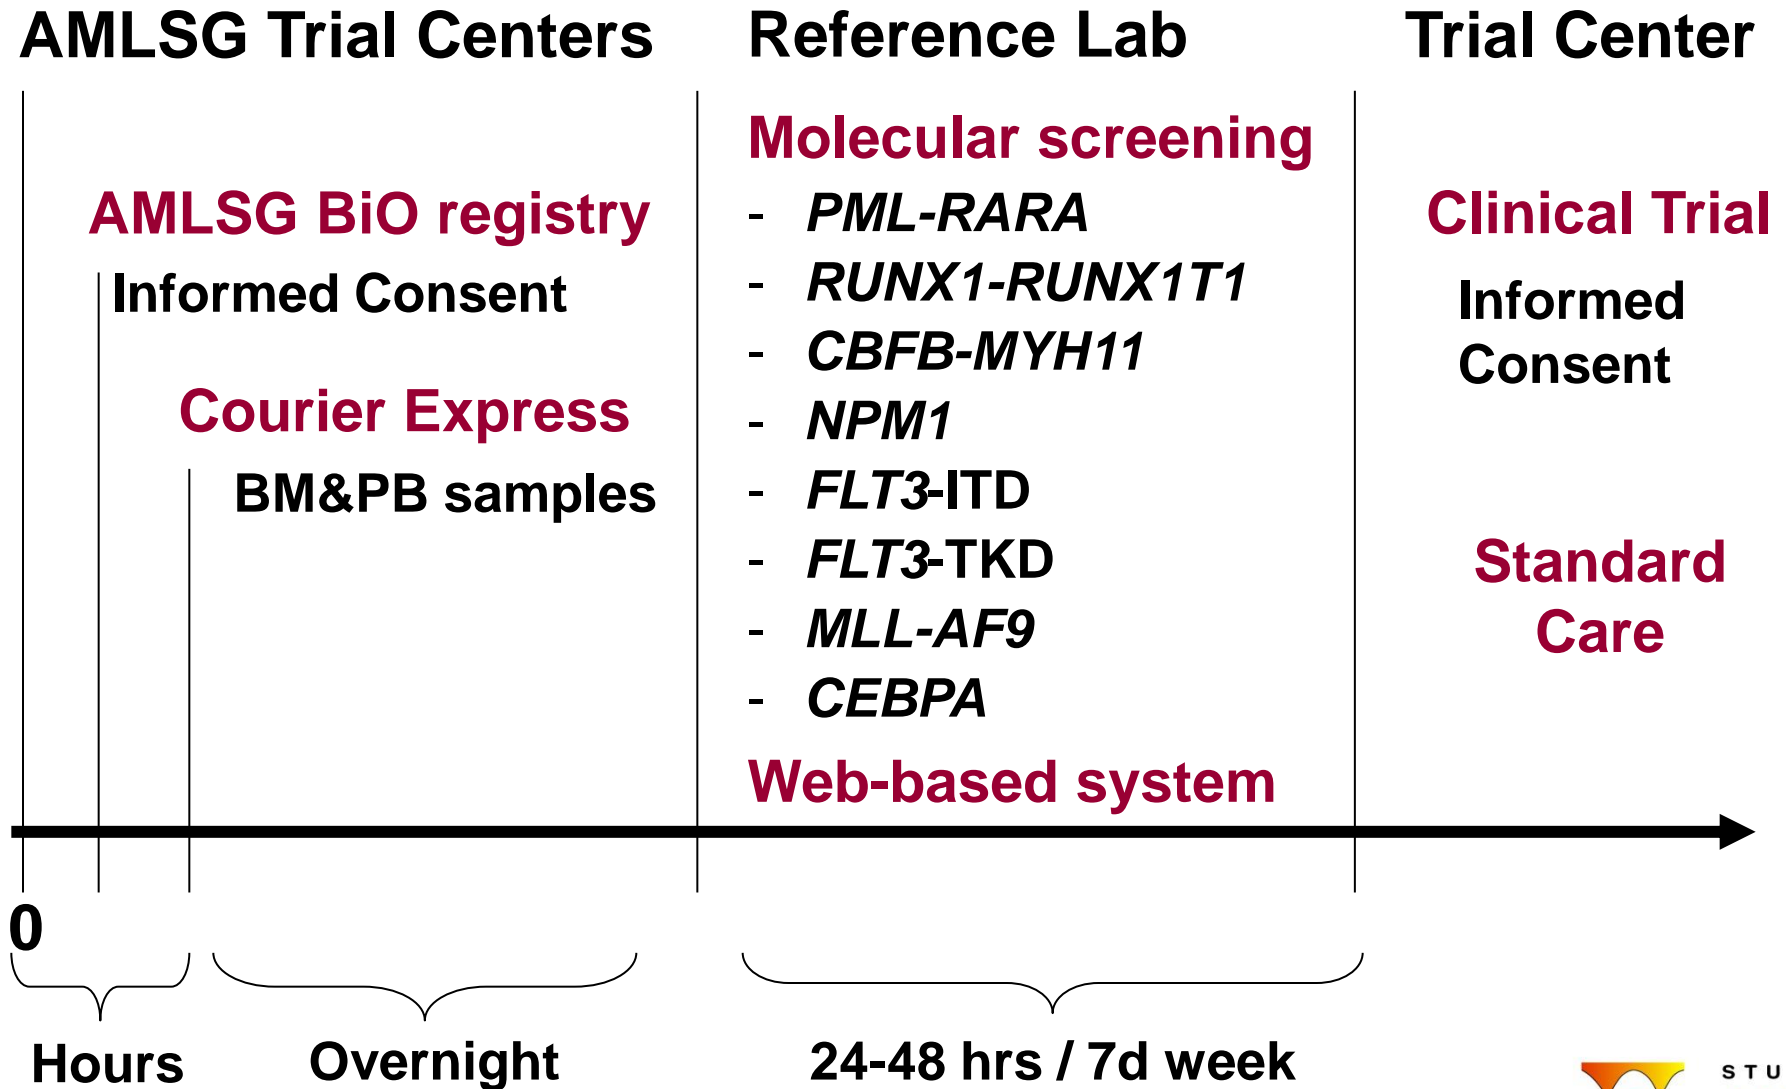 AMLSG Trial Centers
AMLSG BiO registry
Informed Consent
Courier Express
BM&PB samples
Reference Lab
Molecular screening
- PML-RARA
- RUNX1-RUNX1T1
- CBFB-MYH11
- NPM1
- FLT3-ITD
- FLT3-TKD
- MLL-AF9
- CEBPA
Web-based system
Trial Center
Clinical Trial
Informed
Consent
Standard
Care
0
Hours
Overnight
24-48 hrs / 7d week
STU